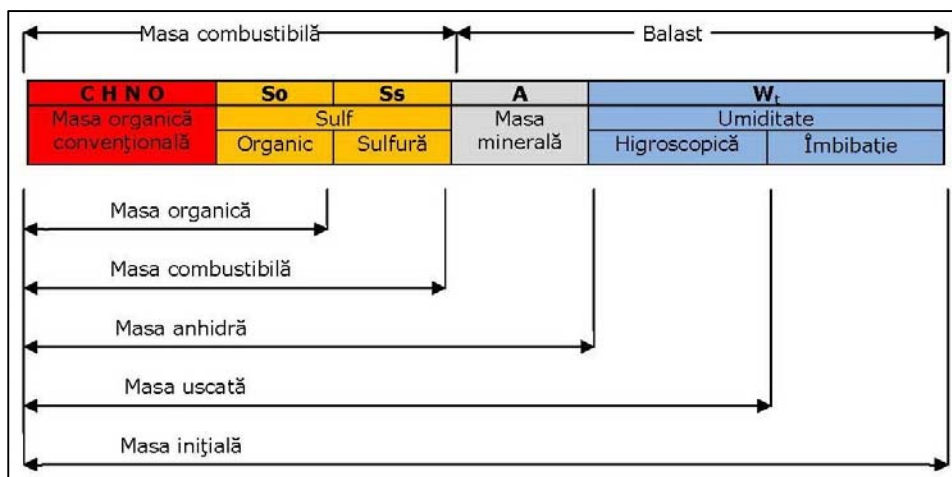 Masa combustibilă Balast
C H N O So Ss A Wt
Masa organică Sulf Masa Umiditate
convenţională Organic Sulfură minerală Higroscopică Îmbibatie
Masa organică
Masa combustibilă
Masa anhidră
Masa uscată
Masa iniţială